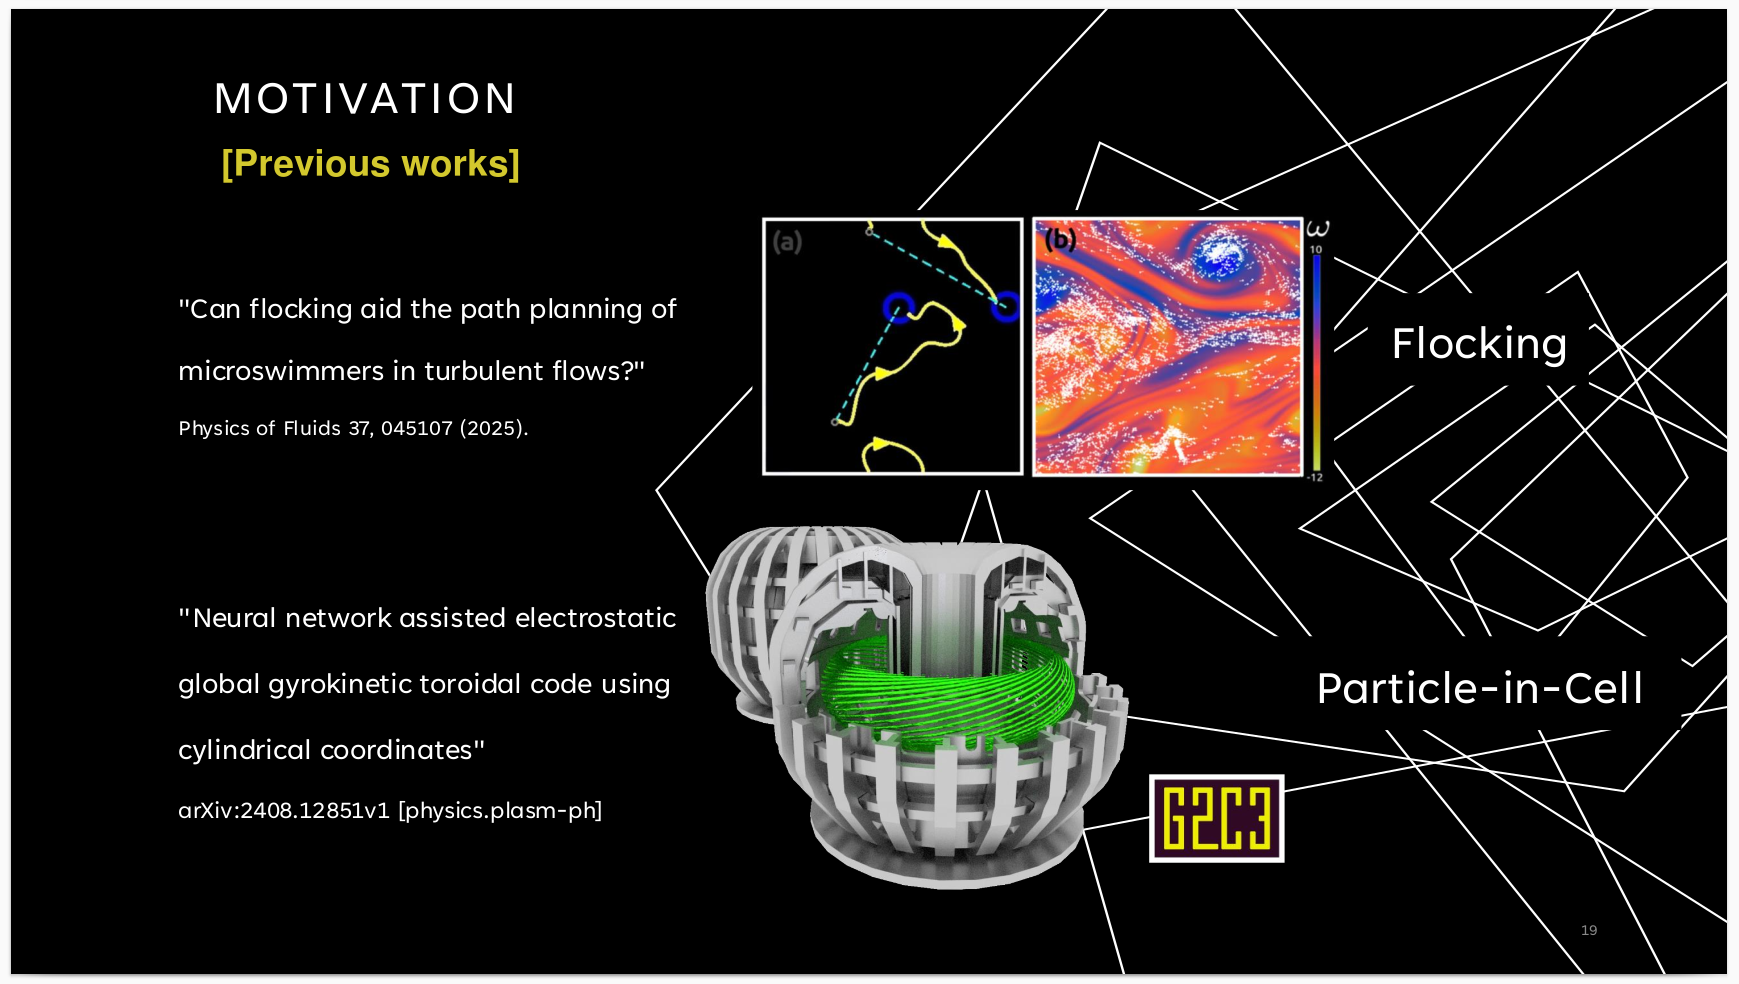 MOTIVATION
[Previous works]
"Can flocking aid the path planning of
microswimmers in turbulent flows?"
Physics of Fluids 37, 045107 (2025).
(a)
(b)
ω
10
-12
Flocking
"Neural network assisted electrostatic
global gyrokinetic toroidal code using
cylindrical coordinates"
arXiv:2408.12851v1 [physics.plasm-ph]
Particle-in-Cell
G2C3
19